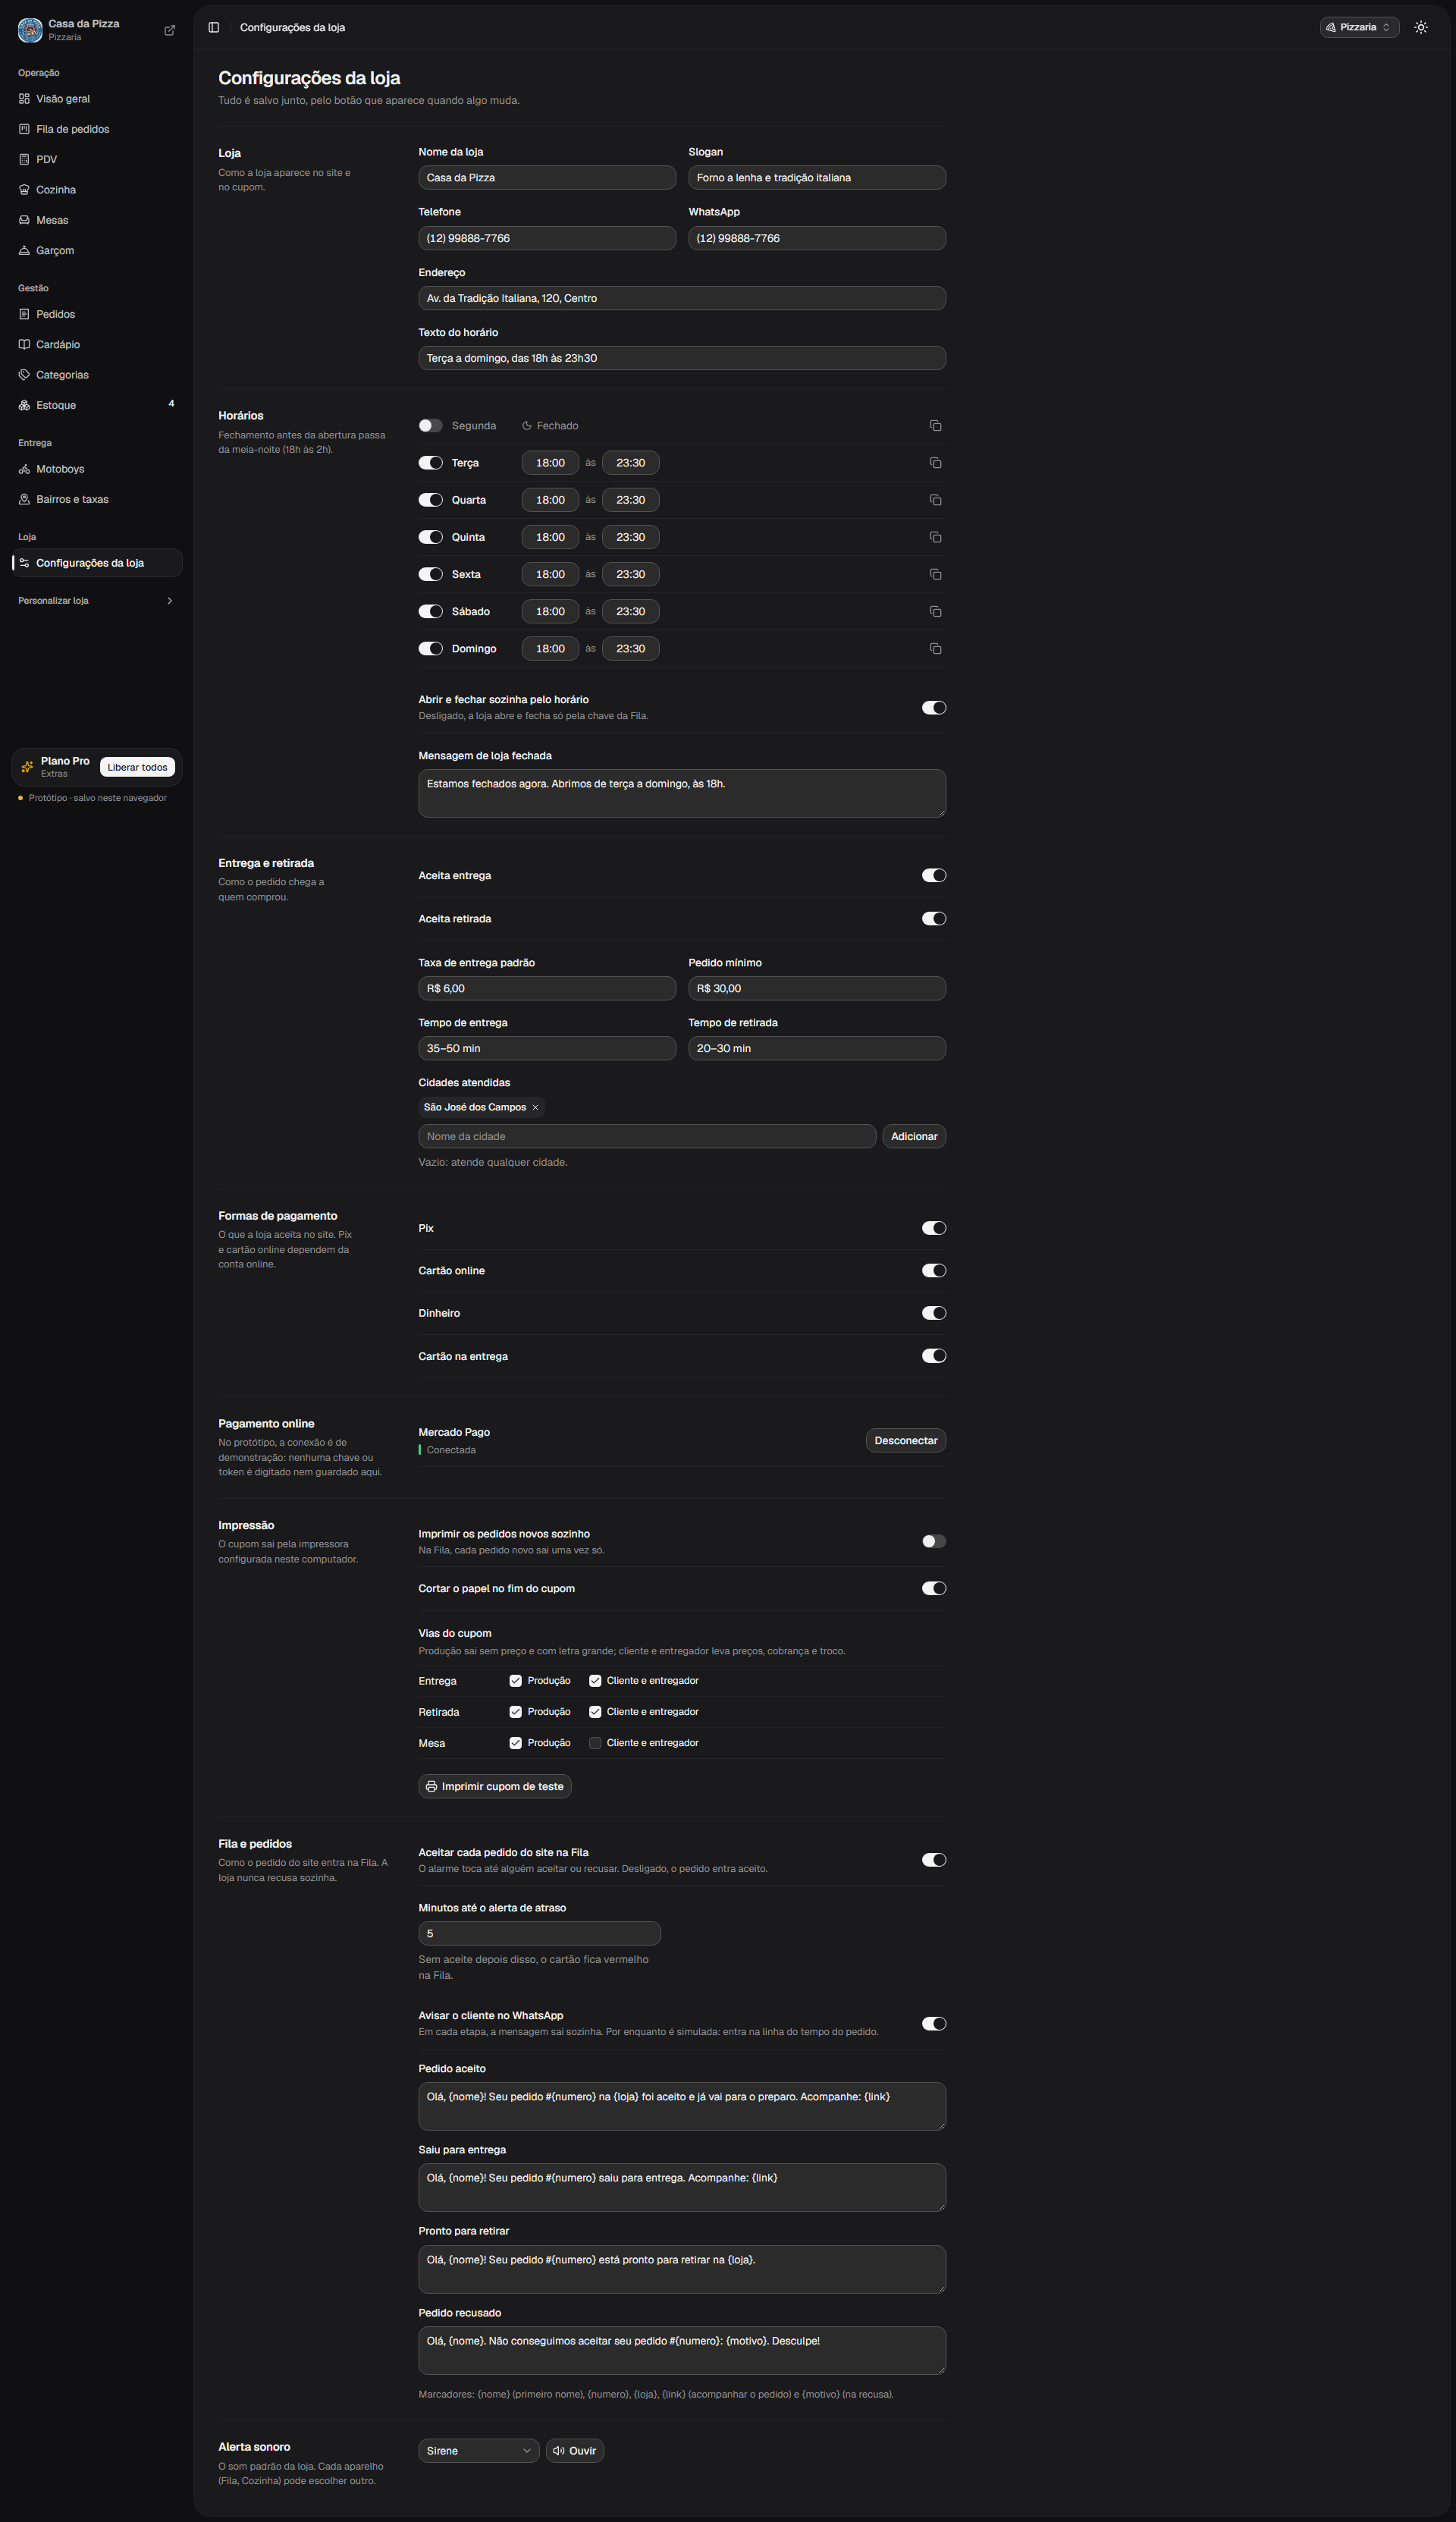 Casa da Pizza
Pizzaria
Operação
Visão geral
Fila de pedidos
PDV
Cozinha
Mesas
Garçom
Gestão
Pedidos
Cardápio
Categorias
Estoque 4
Entrega
Motoboys
Bairros e taxas
Loja
Configurações da loja
Personalizar loja
Plano Pro
Extras
Liberar todos
Protótipo · salvo neste navegador
Configurações da loja
Pizzaria
Configurações da loja
Tudo é salvo junto, pelo botão que aparece quando algo muda.
Loja
Como a loja aparece no site e
no cupom.
Nome da loja
Casa da Pizza
Slogan
Forno a lenha e tradição italiana
Telefone
(12) 99888-7766
WhatsApp
(12) 99888-7766
Endereço
Av. da Tradição Italiana, 120, Centro
Texto do horário
Terça a domingo, das 18h às 23h30
Horários
Fechamento antes da abertura passa
da meia-noite (18h às 2h).
Segunda Fechado
Terça 18:00 às 23:30
Quarta 18:00 às 23:30
Quinta 18:00 às 23:30
Sexta 18:00 às 23:30
Sábado 18:00 às 23:30
Domingo 18:00 às 23:30
Abrir e fechar sozinha pelo horário
Desligado, a loja abre e fecha só pela chave da Fila.
Mensagem de loja fechada
Estamos fechados agora. Abrimos de terça a domingo, às 18h.
Entrega e retirada
Como o pedido chega a
quem comprou.
Aceita entrega
Aceita retirada
Taxa de entrega padrão
R$ 6,00
Pedido mínimo
R$ 30,00
Tempo de entrega
35–50 min
Tempo de retirada
20–30 min
Cidades atendidas
São José dos Campos ×
Nome da cidade
Adicionar
Vazio: atende qualquer cidade.
Formas de pagamento
O que a loja aceita no site. Pix
e cartão online dependem da
conta online.
Pix
Cartão online
Dinheiro
Cartão na entrega
Pagamento online
No protótipo, a conexão é de
demonstração: nenhuma chave ou
token é digitado nem guardado aqui.
Mercado Pago
Conectada
Desconectar
Impressão
O cupom sai pela impressora
configurada neste computador.
Imprimir os pedidos novos sozinho
Na Fila, cada pedido novo sai uma vez só.
Cortar o papel no fim do cupom
Vias do cupom
Produção sai sem preço e com letra grande; cliente e entregador leva preços, cobrança e troco.
Entrega Produção Cliente e entregador
Retirada Produção Cliente e entregador
Mesa Produção Cliente e entregador
Imprimir cupom de teste
Fila e pedidos
Como o pedido do site entra na Fila. A
loja nunca recusa sozinha.
Aceitar cada pedido do site na Fila
O alarme toca até alguém aceitar ou recusar. Desligado, o pedido entra aceito.
Minutos até o alerta de atraso
5
Sem aceite depois disso, o cartão fica vermelho
na Fila.
Avisar o cliente no WhatsApp
Em cada etapa, a mensagem sai sozinha. Por enquanto é simulada: entra na linha do tempo do pedido.
Pedido aceito
Olá, {nome}! Seu pedido #{numero} na {loja} foi aceito e já vai para o preparo. Acompanhe: {link}
Saiu para entrega
Olá, {nome}! Seu pedido #{numero} saiu para entrega. Acompanhe: {link}
Pronto para retirar
Olá, {nome}! Seu pedido #{numero} está pronto para retirar na {loja}.
Pedido recusado
Olá, {nome}. Não conseguimos aceitar seu pedido #{numero}: {motivo}. Desculpe!
Marcadores: {nome} (primeiro nome), {numero}, {loja}, {link} (acompanhar o pedido) e {motivo} (na recusa).
Alerta sonoro
O som padrão da loja. Cada aparelho
(Fila, Cozinha) pode escolher outro.
Sirene
Ouvir